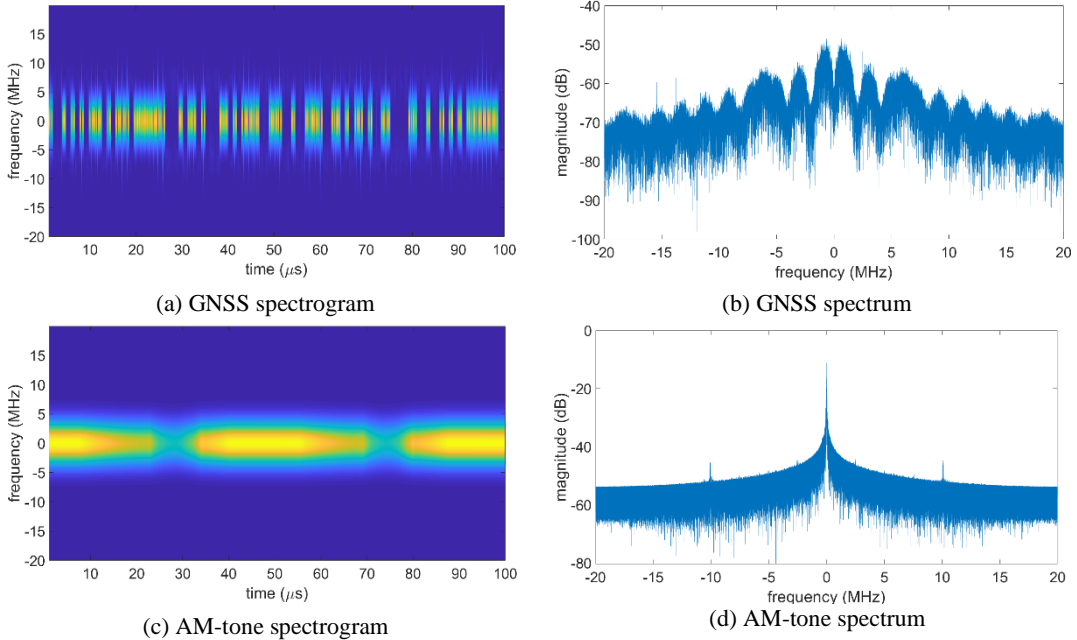 frequency (MHz)
15
10
5
0
-5
-10
-15
-20
10 20 30 40 50 60 70 80 90 100
time (μs)
(a) GNSS spectrogram
magnitude (dB)
-40
-50
-60
-70
-80
-90
-100
-20 -15 -10 -5 0 5 10 15 20
frequency (MHz)
(b) GNSS spectrum
frequency (MHz)
15
10
5
0
-5
-10
-15
-20
10 20 30 40 50 60 70 80 90 100
time (μs)
(c) AM-tone spectrogram
magnitude (dB)
0
-20
-40
-60
-80
-20 -15 -10 -5 0 5 10 15 20
frequency (MHz)
(d) AM-tone spectrum